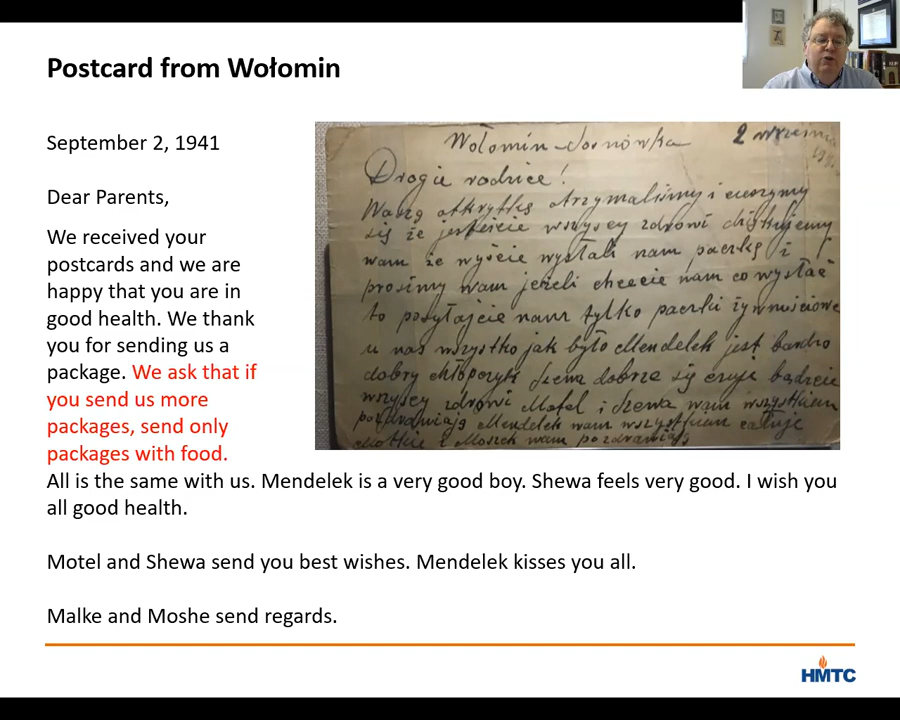 Postcard from Wołomin
September 2, 1941
Dear Parents,
We received your
postcards and we are
happy that you are in
good health. We thank
you for sending us a
package. We ask that if
you send us more
packages, send only
packages with food.
All is the same with us. Mendelek is a very good boy. Shewa feels very good. I wish you
all good health.
Motel and Shewa send you best wishes. Mendelek kisses you all.
Malke and Moshe send regards.
Wołomin Sosnówka 2 września
Drogie rodzice!
Waszą otkrytkę otrzymaliśmy i cieszymy
się że jesteście wszyscy zdrowi dziękujemy
wam że wyście wysłali nam paczkę i
prosimy wam jeżeli chcecie nam co wysłać
to posyłajcie nam tylko paczki żywnościowe
u nas wszystko jak było Mendelek jest bardzo
dobry chłopczyk Szewa dobrze się czuje bądzcie
wszyscy zdrowi Motel i Szewa wam wszystkim
pozdrawiają Mendelek wam wszystkim całuje
i Moszek wam pozdrawiają
HMTC